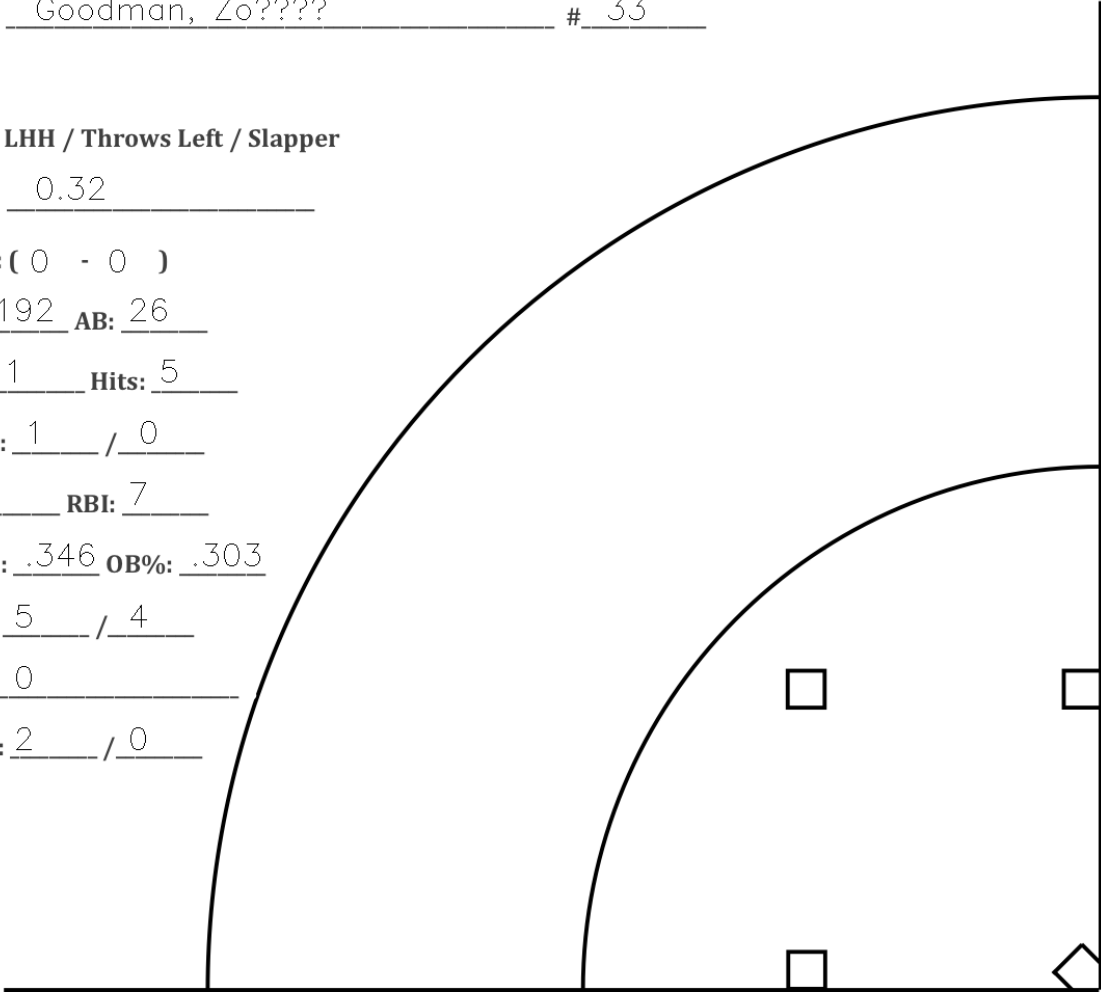 Goodman, Zo???? # 33
LHH / Throws Left / Slapper
0.32
( 0 - 0 )
192 AB: 26
1 Hits: 5
: 1 / 0
RBI: 7
: .346 OB%: .303
5 / 4
0
: 2 / 0